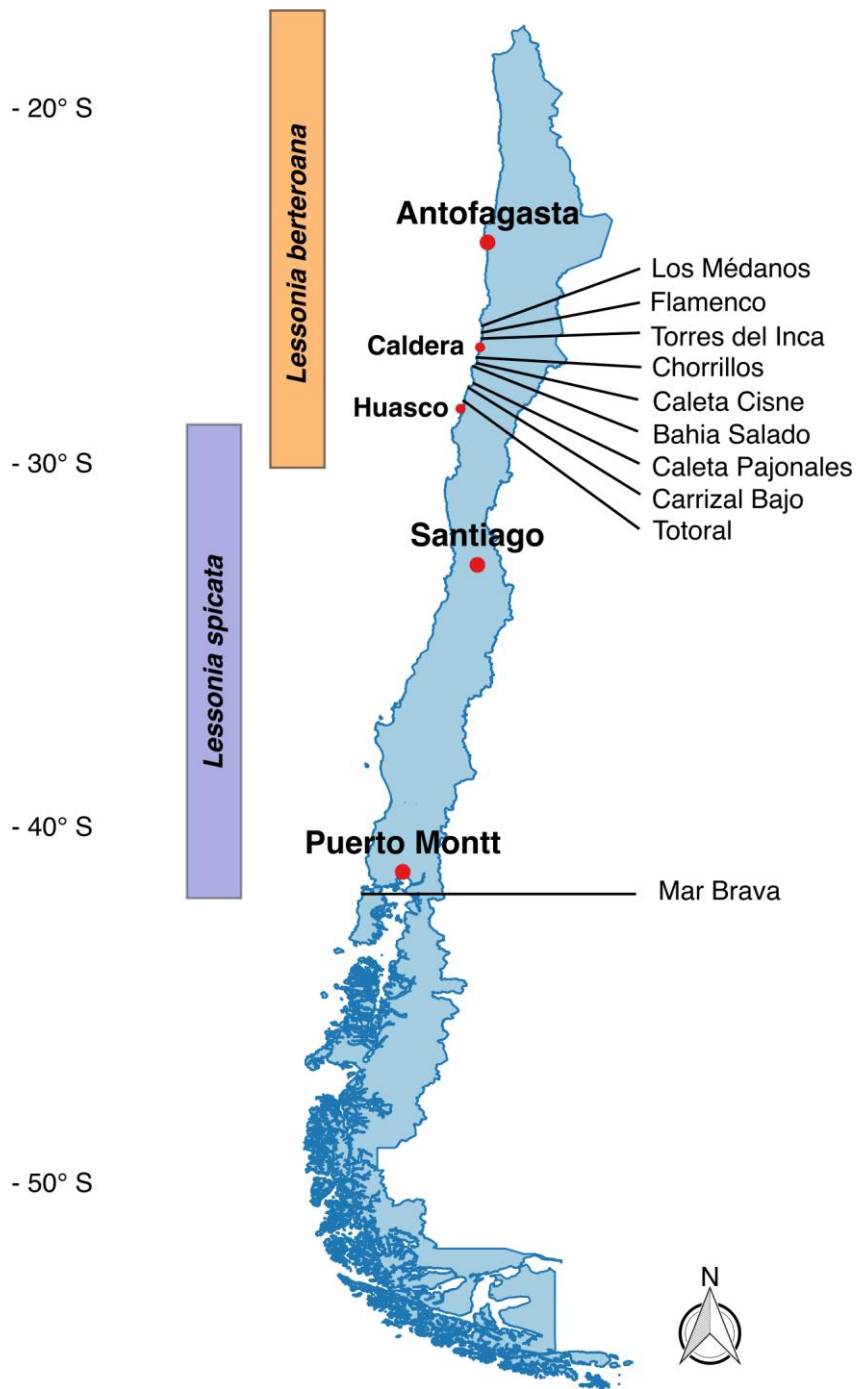 - 20° S
- 30° S
- 40° S
- 50° S
Lessonia berteroana
Lessonia spicata
Antofagasta
Caldera
Huasco
Santiago
Puerto Montt
Los Médanos
Flamenco
Torres del Inca
Chorrillos
Caleta Cisne
Bahia Salado
Caleta Pajonales
Carrizal Bajo
Totoral
Mar Brava
N